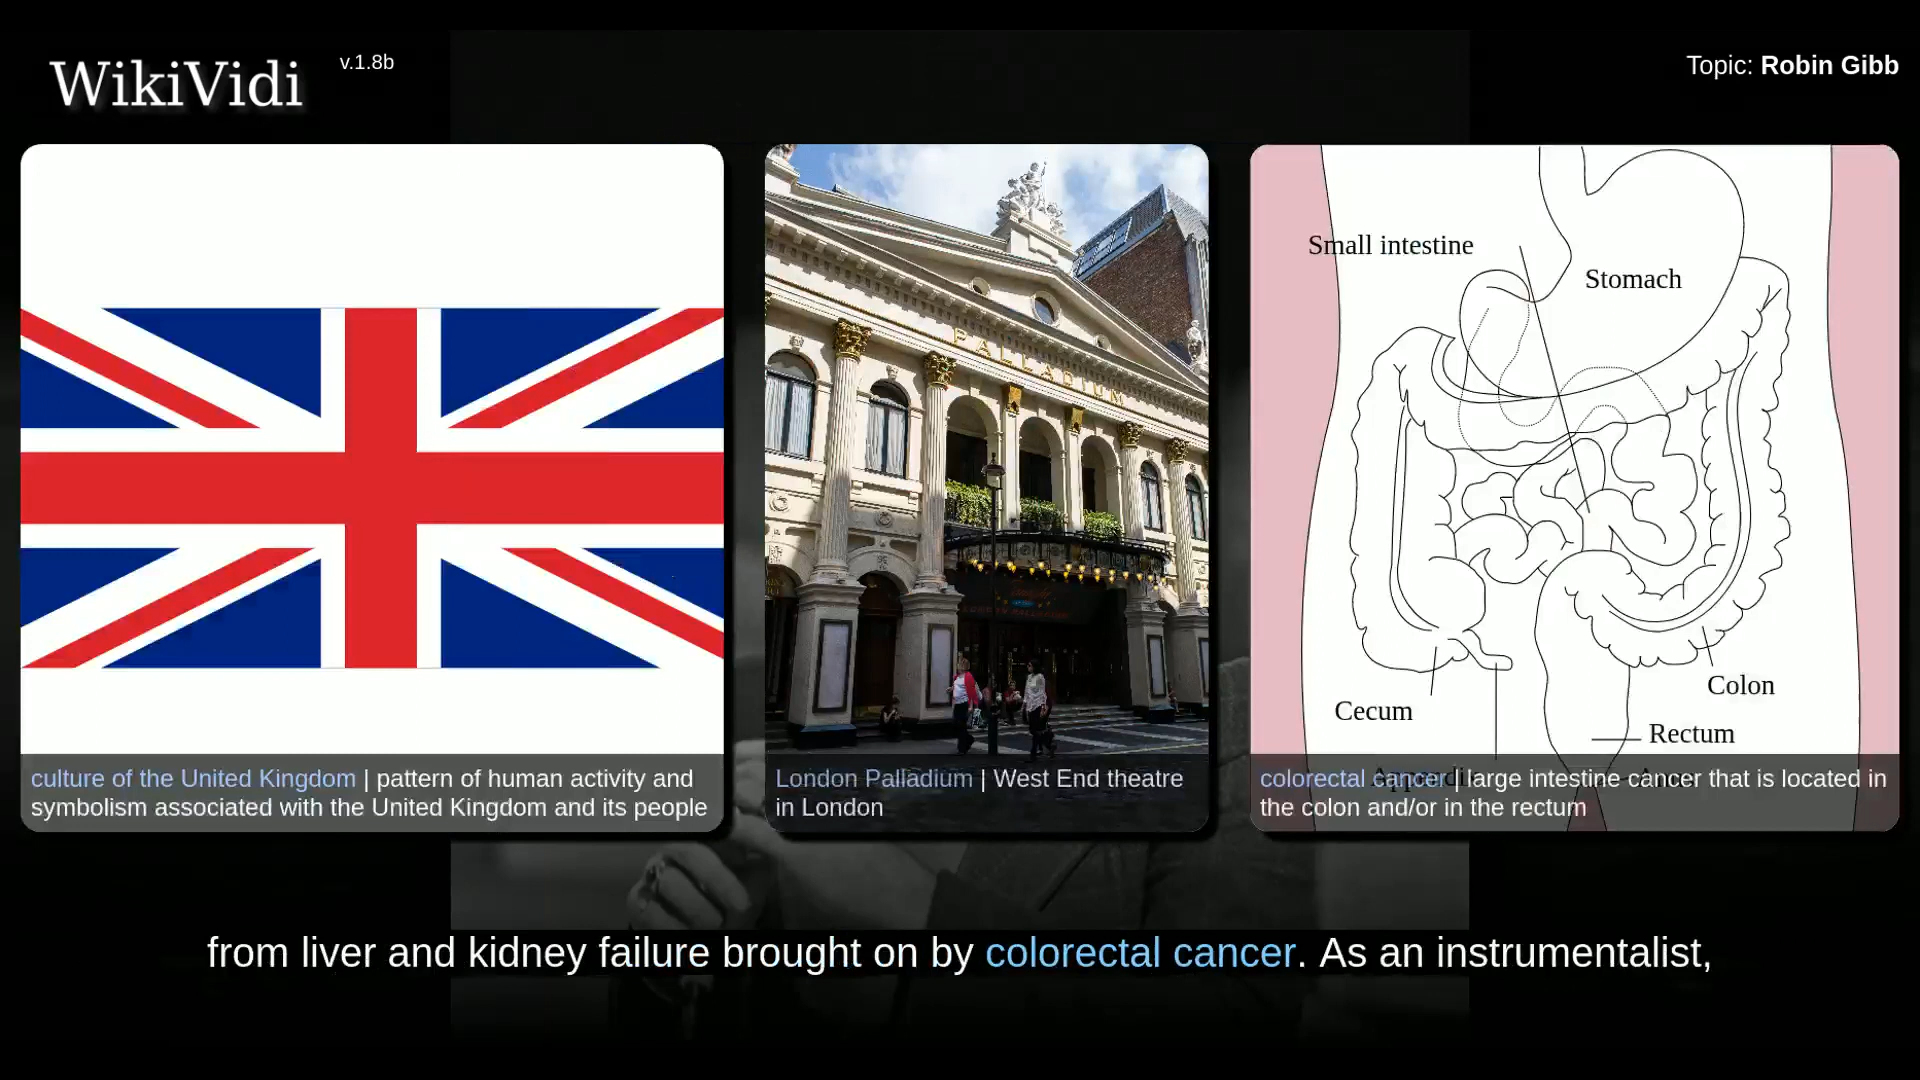 WikiVidi
v.1.8b
Topic: Robin Gibb
PALLADIUM
Small intestine
Stomach
Colon
Cecum
Rectum
culture of the United Kingdom | pattern of human activity and
symbolism associated with the United Kingdom and its people
London Palladium | West End theatre
in London
colorectal cancer | large intestine cancer that is located in
the colon and/or in the rectum
from liver and kidney failure brought on by colorectal cancer. As an instrumentalist,